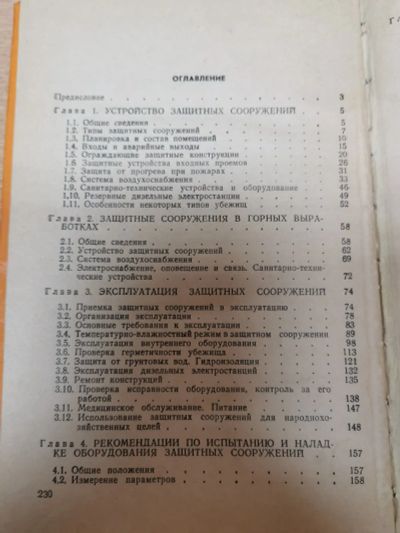 ОГЛАВЛЕНИЕ
Предисловие . . . . . . . . . . . . . 3
Глава 1. УСТРОЙСТВО ЗАЩИТНЫХ СООРУЖЕНИЙ . . . 5
1.1. Общие сведения . . . . . . . . . . . 5
1.2. Типы защитных сооружений . . . . . . . . 7
1.3. Планировка и состав помещений . . . . . . 10
1.4. Входы и аварийные выходы . . . . . . . . 15
1.5. Ограждающие защитные конструкции . . . . . 20
1.6 Защитные устройства входных проемов . . . . 26
1.7. Защита от прогрева при пожарах . . . . . . 31
1.8. Система воздухоснабжения . . . . . . . . 33
1.9. Санитарно-технические устройства и оборудование . 46
1.10. Резервные дизельные электростанции . . . . 49
1.11. Особенности некоторых типов убежищ . . . . 52
Глава 2. ЗАЩИТНЫЕ СООРУЖЕНИЯ В ГОРНЫХ ВЫРА-
БОТКАХ . . . . . . . . . . . . . . 58
2.1. Общие сведения . . . . . . . . . . . 58
2.2. Устройство защитных сооружений . . . . . . 62
2.3. Система воздухоснабжения . . . . . . . . 69
2.4. Электроснабжение, оповещение и связь. Санитарно-техни-
ческие устройства . . . . . . . . . . 72
Глава 3. ЭКСПЛУАТАЦИЯ ЗАЩИТНЫХ СООРУЖЕНИЙ 74
3.1. Приемка защитных сооружений в эксплуатацию . . 74
3.2. Организация эксплуатации . . . . . . . . 78
3.3. Основные требования к эксплуатации . . . . . 83
3.4. Температурно-влажностный режим в защитном сооружении 89
3.5. Эксплуатация внутреннего оборудования . . . . 98
3.6. Проверка герметичности убежища . . . . . . 113
3.7. Защита от грунтовых вод. Гидроизоляция . . . 121
3.8. Эксплуатация дизельных электростанций . . . . 132
3.9. Ремонт конструкций . . . . . . . . . . 135
3.10. Проверка исправности оборудования, контроль за его
работой . . . . . . . . . . . . . 138
3.11. Медицинское обслуживание. Питание . . . . 147
3.12. Использование защитных сооружений для народнохо-
зяйственных целей . . . . . . . . . . 148
Глава 4. РЕКОМЕНДАЦИИ ПО ИСПЫТАНИЮ И НАЛАД-
КЕ ОБОРУДОВАНИЯ ЗАЩИТНЫХ СООРУЖЕНИЙ . . 157
4.1. Общие положения . . . . . . . . . . 157
4.2. Измерение параметров . . . . . . . . . 158
230